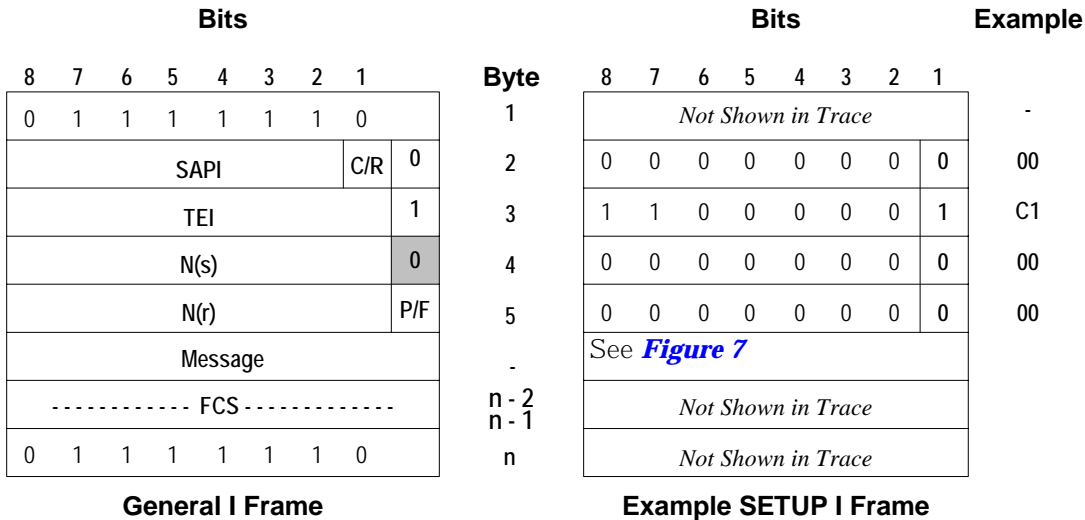 Bits Bits Example
8 7 6 5 4 3 2 1 Byte 8 7 6 5 4 3 2 1
0 1 1 1 1 1 1 0 1 Not Shown in Trace -
SAPI C/R 0 2 0 0 0 0 0 0 0 0 00
TEI 1 3 1 1 0 0 0 0 0 1 C1
N(s) 0 4 0 0 0 0 0 0 0 0 00
N(r) P/F 5 0 0 0 0 0 0 0 0 00
Message - See Figure 7
- - - - - - - - - - - - FCS - - - - - - - - - - - - - n - 2 Not Shown in Trace
n - 1
0 1 1 1 1 1 1 0 n Not Shown in Trace
General I Frame Example SETUP I Frame